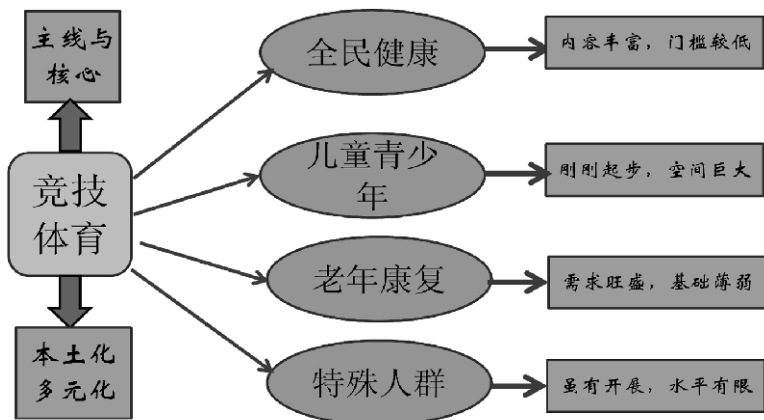 主线与
核心
竞技
体育
本土化
多元化
全民健康
内容丰富，门槛较低
儿童青少
年
刚刚起步，空间巨大
老年康复
需求旺盛，基础薄弱
特殊人群
虽有开展，水平有限